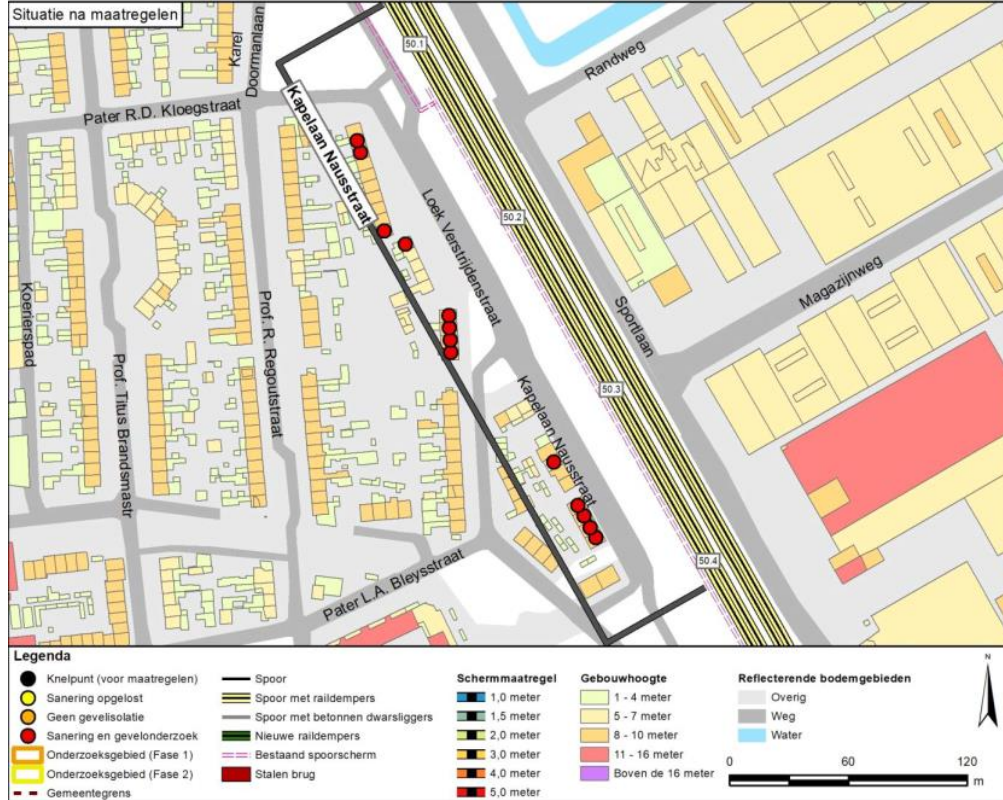 Situatie na maatregelen
50.1
Karel
Doormanlaan
Randweg
Pater R.D. Kloegstraat
Kapelaan Nausstraat
Loek Verstrijdenstraat
50.2
Magazijnweg
Koerierspad
Prof. Titus Brandsmastr
Prof. R. Regoutstraat
Sportlaan
50.3
Kapelaan Nausstraat
50.4
Pater L.A. Bleysstraat
Legenda
Knelpunt (voor maatregelen)
Sanering opgelost
Geen gevelisolatie
Sanering en gevelonderzoek
Onderzoeksgebied (Fase 1)
Onderzoeksgebied (Fase 2)
Gemeentegrens
Spoor
Spoor met raildempers
Spoor met betonnen dwarsliggers
Nieuwe raildempers
Bestaand spoorscherm
Stalen brug
Schermmaatregel
1,0 meter
1,5 meter
2,0 meter
3,0 meter
4,0 meter
5,0 meter
Gebouwhoogte
1 - 4 meter
5 - 7 meter
8 - 10 meter
11 - 16 meter
Boven de 16 meter
Reflecterende bodemgebieden
Overig
Weg
Water
N
0 60 120
m